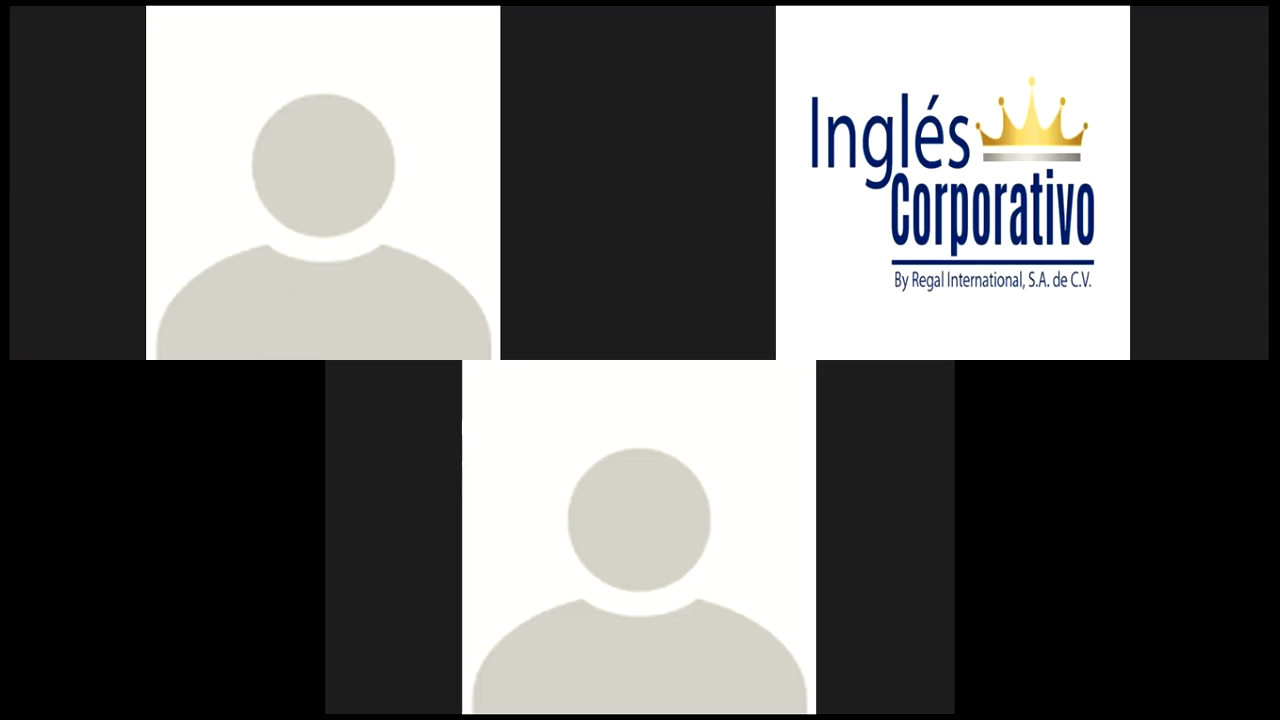 Inglés
Corporativo
By Regal International, S.A. de C.V.